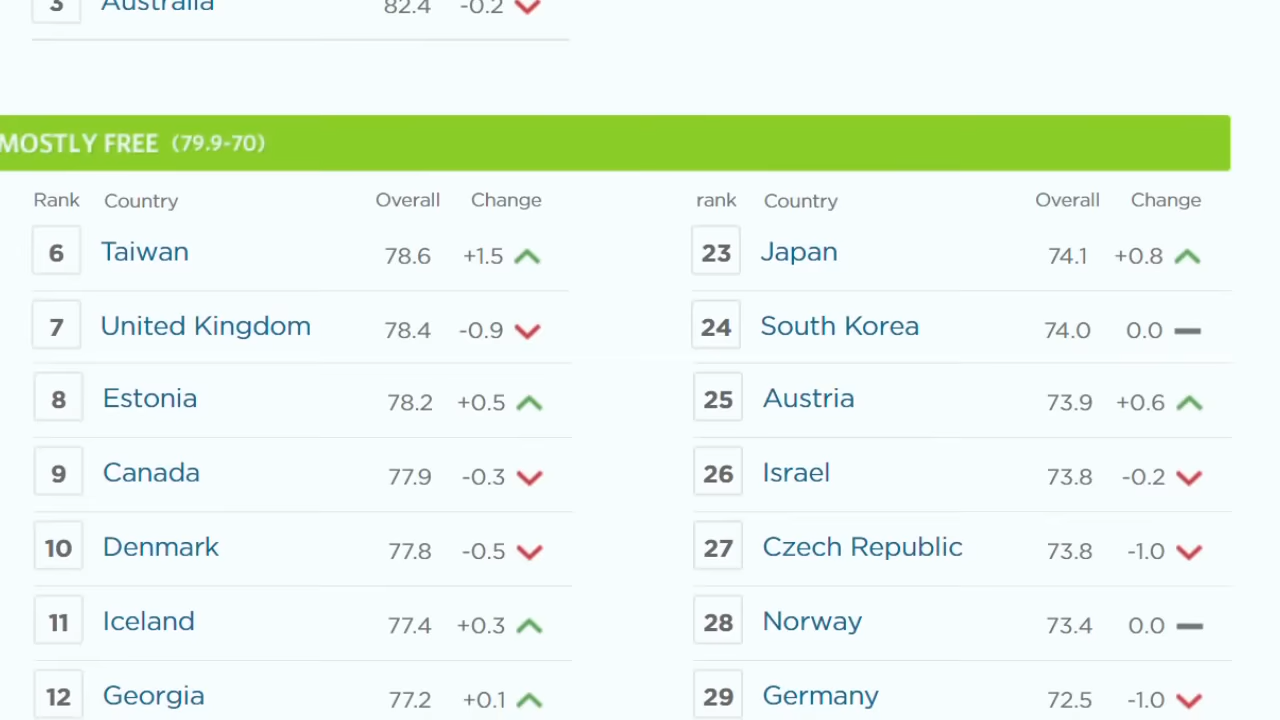 3 Australia 82.4 -0.2
MOSTLY FREE (79.9-70)
Rank Country Overall Change
6 Taiwan 78.6 +1.5
7 United Kingdom 78.4 -0.9
8 Estonia 78.2 +0.5
9 Canada 77.9 -0.3
10 Denmark 77.8 -0.5
11 Iceland 77.4 +0.3
12 Georgia 77.2 +0.1
rank Country Overall Change
23 Japan 74.1 +0.8
24 South Korea 74.0 0.0
25 Austria 73.9 +0.6
26 Israel 73.8 -0.2
27 Czech Republic 73.8 -1.0
28 Norway 73.4 0.0
29 Germany 72.5 -1.0